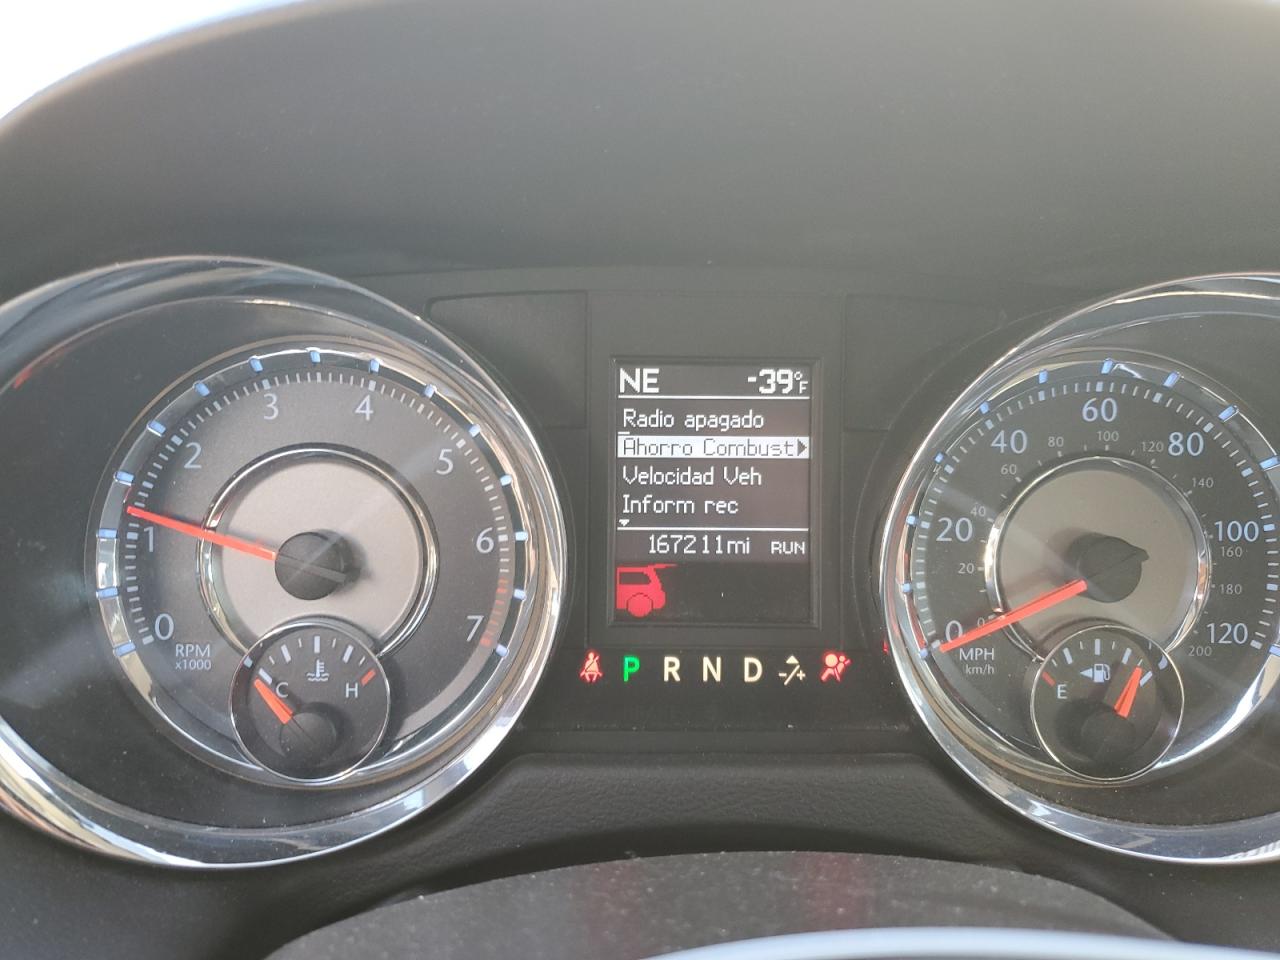 NE -39°F
Radio apagado
Ahorro Combust
Velocidad Veh
Inform rec
167211mi RUN
P R N D -/+
0 1 2 3 4 5 6 7
RPM
x1000
C H
0 20 40 60 80 100 120
0 20 40 60 80 100 120 140 160 180 200
MPH
km/h
E